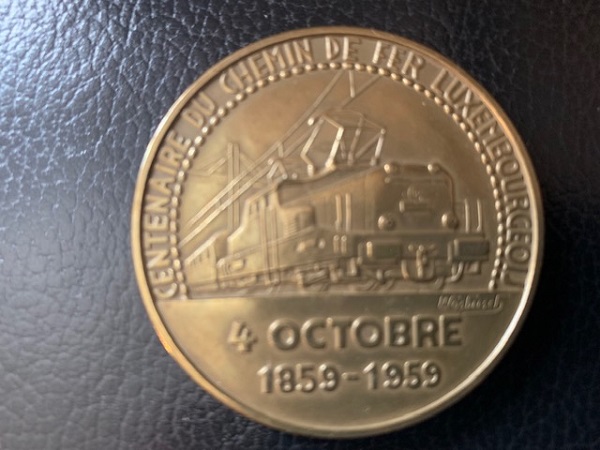 CENTENAIRE DU CHEMIN DE FER LUXEMBOURGEOIS
4 OCTOBRE
1859-1959